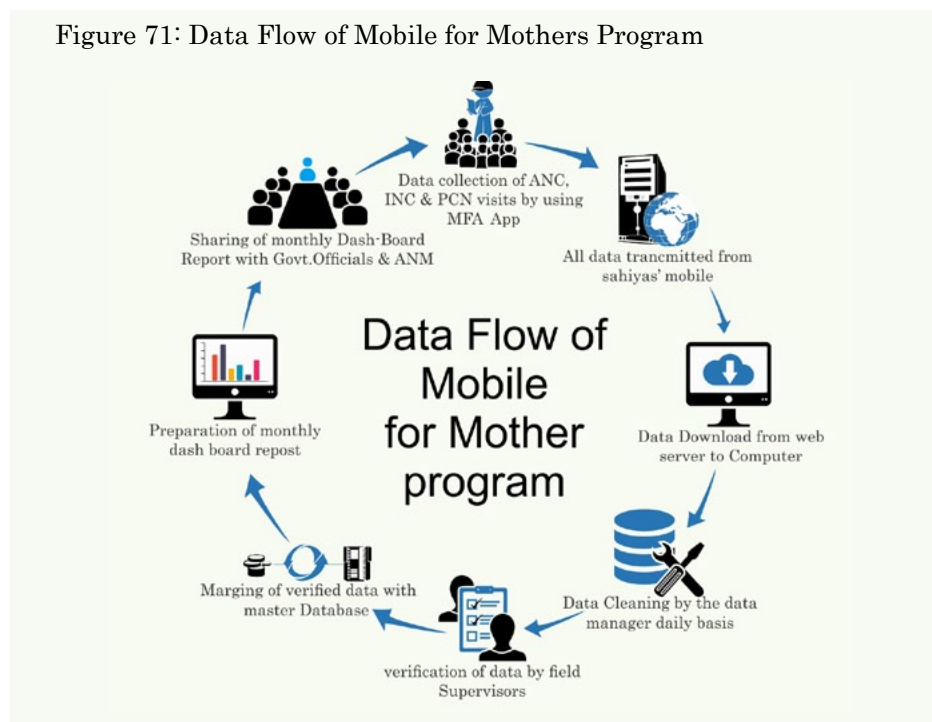 Figure 71: Data Flow of Mobile for Mothers Program
Data collection of ANC,
INC & PCN visits by using
MFA App
All data trancmitted from
sahiyas' mobile
Data Download from web
server to Computer
Data Cleaning by the data
manager daily basis
verification of data by field
Supervisors
Marging of verified data with
master Database
Preparation of monthly
dash board repost
Sharing of monthly Dash-Board
Report with Govt.Officials & ANM
Data Flow of
Mobile
for Mother
program